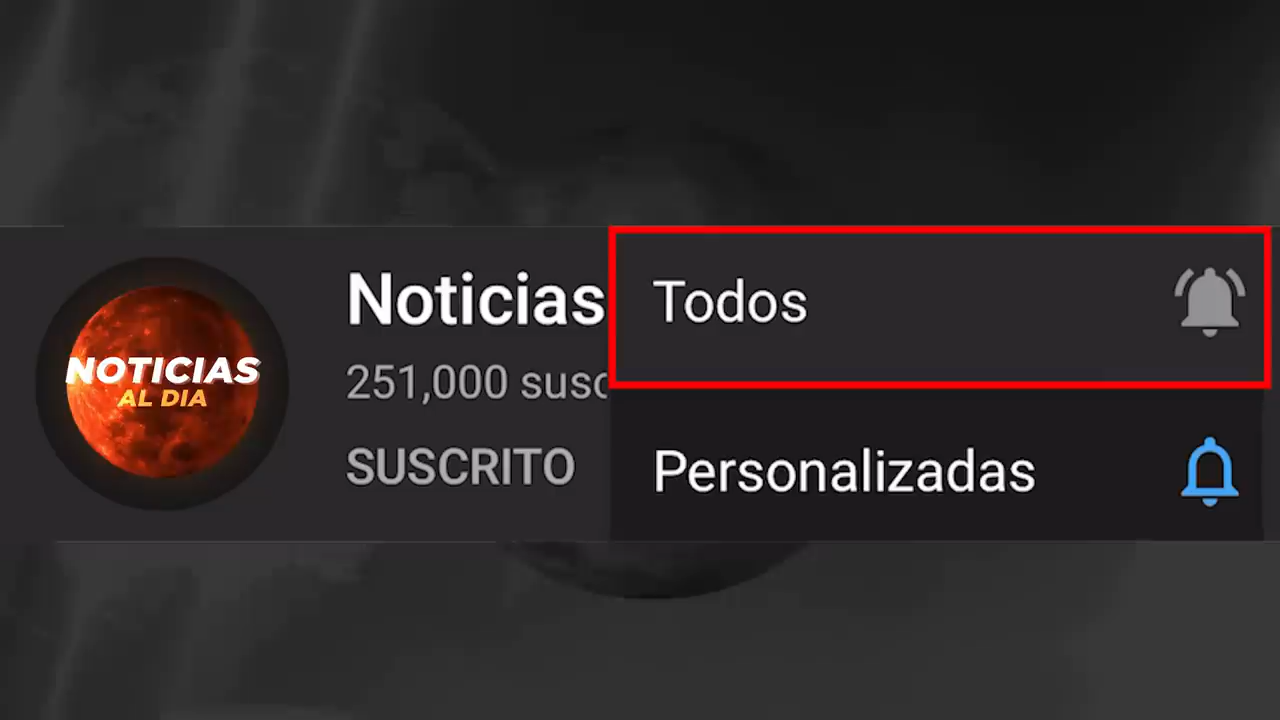 NOTICIAS
AL DIA
Noticias
251,000 susc
SUSCRITO
Todos
Personalizadas